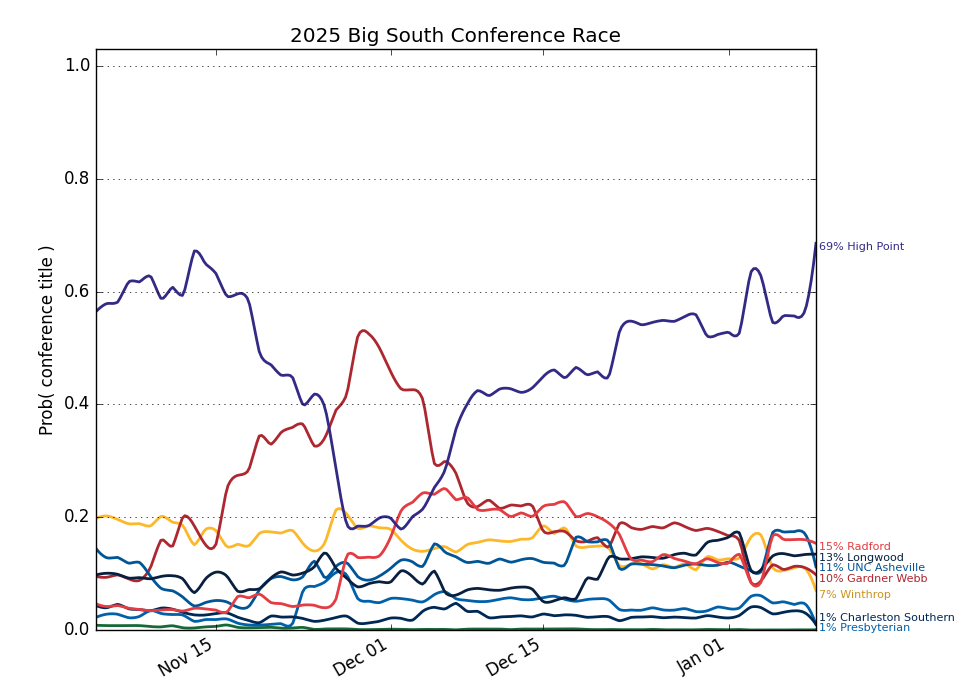 2025 Big South Conference Race
Prob( conference title )
1.0
0.8
0.6
0.4
0.2
0.0
69% High Point
15% Radford
13% Longwood
11% UNC Asheville
10% Gardner Webb
7% Winthrop
1% Charleston Southern
1% Presbyterian
Nov 15
Dec 01
Dec 15
Jan 01